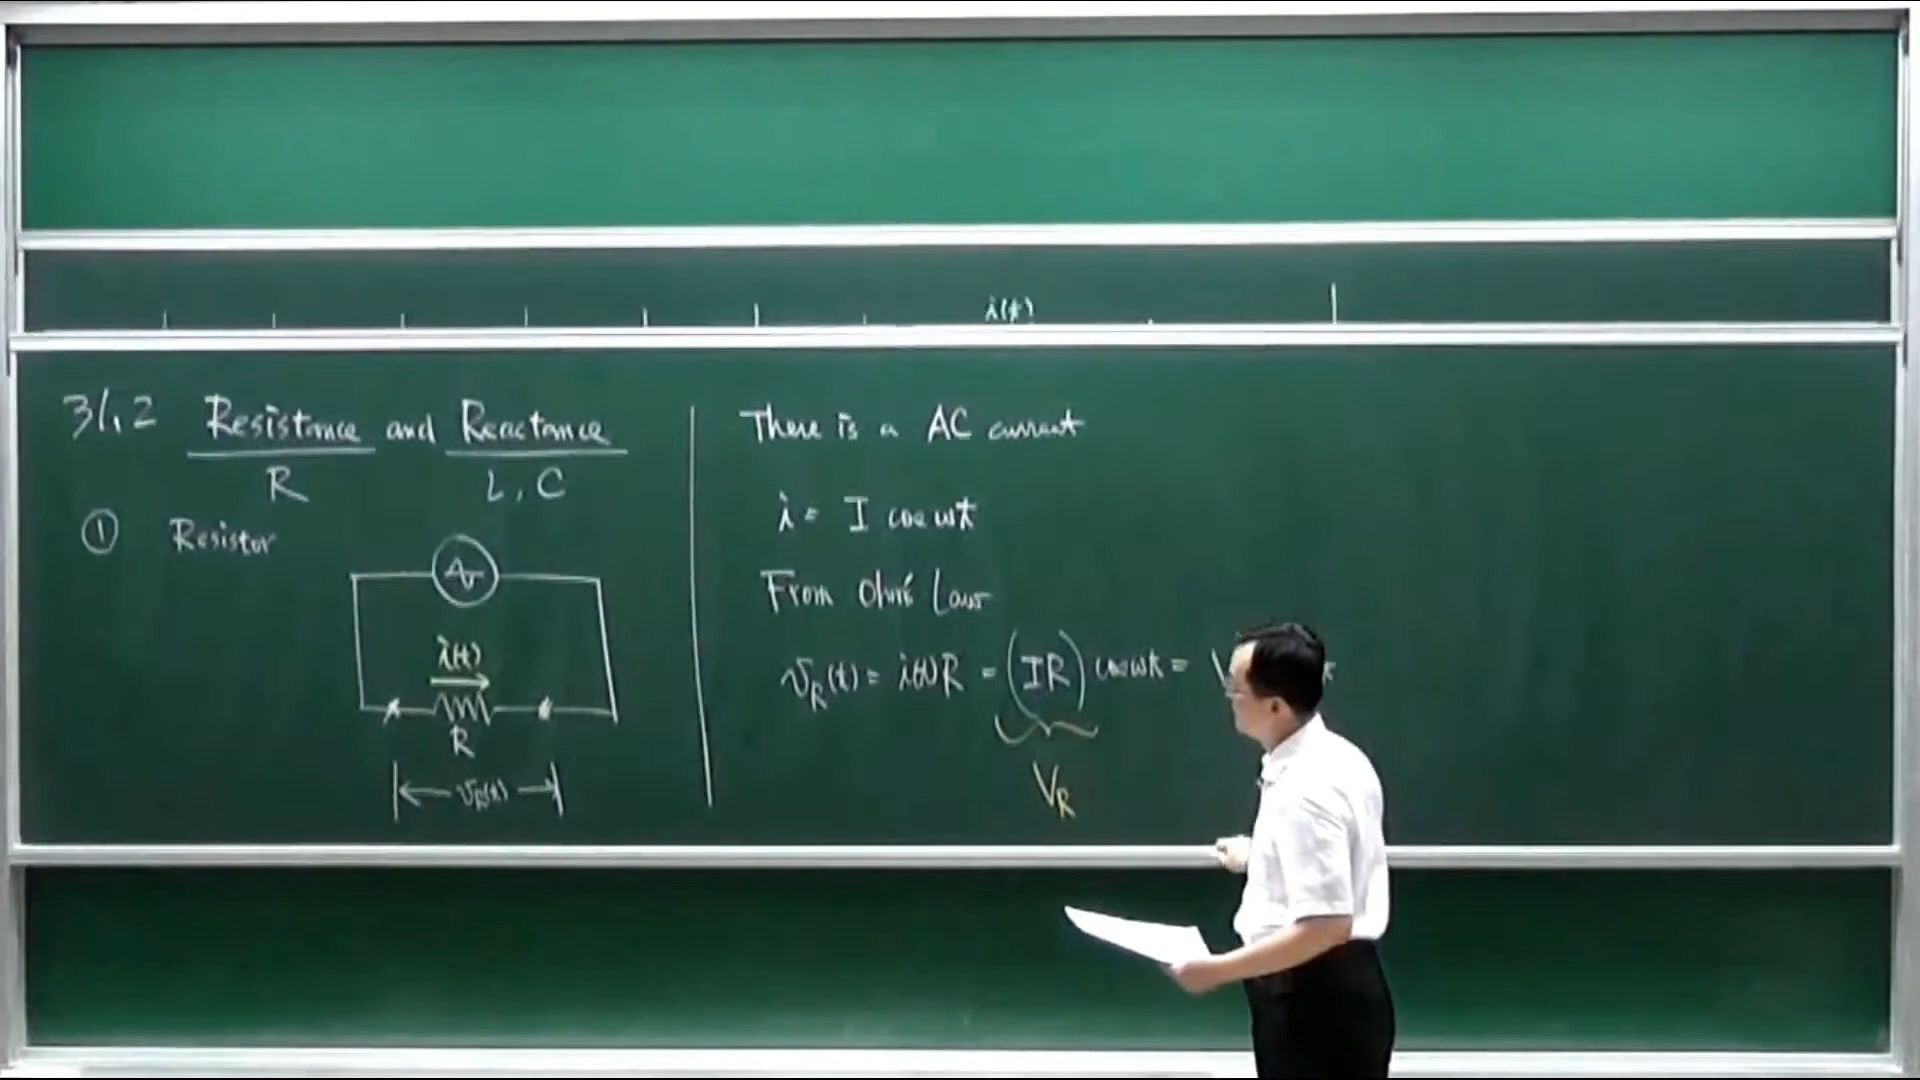 i(t)
31.2 Resistance and Reactance
R L, C
① Resistor
i(t)
R
v_R(t)
There is a AC current
i = I cos ωt
From Ohm's Law
v_R(t) = i(t)R = (IR) cos ωt =
V_R